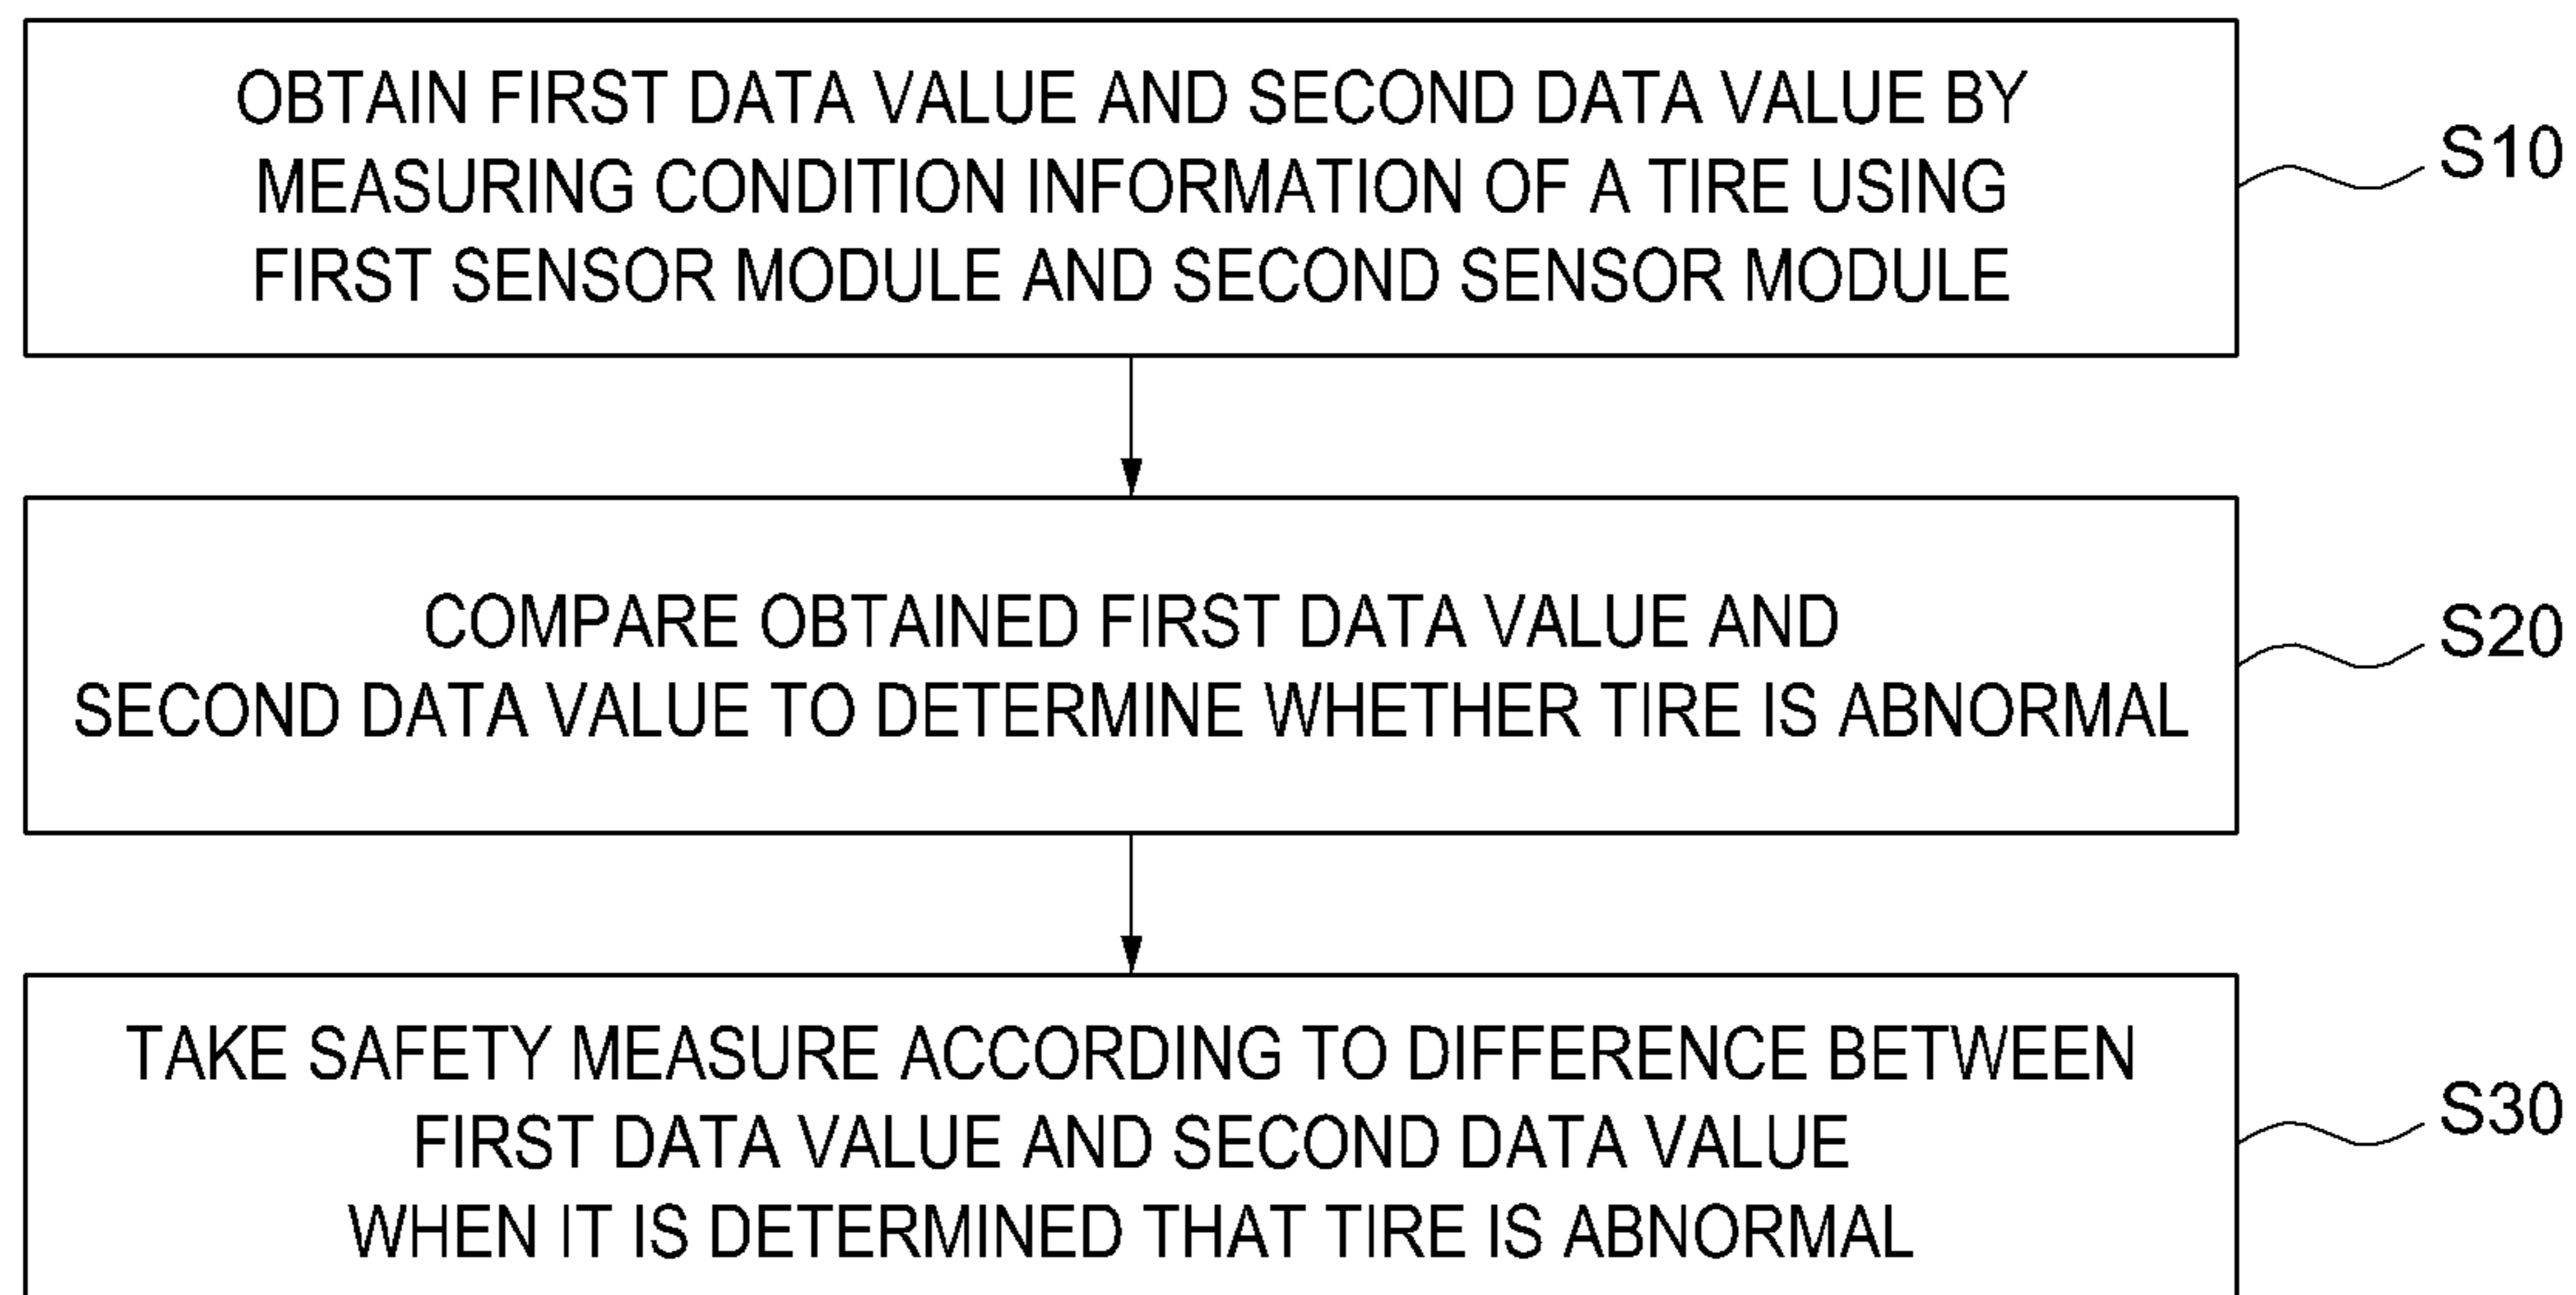 OBTAIN FIRST DATA VALUE AND SECOND DATA VALUE BY
MEASURING CONDITION INFORMATION OF A TIRE USING
FIRST SENSOR MODULE AND SECOND SENSOR MODULE
S10
COMPARE OBTAINED FIRST DATA VALUE AND
SECOND DATA VALUE TO DETERMINE WHETHER TIRE IS ABNORMAL
S20
TAKE SAFETY MEASURE ACCORDING TO DIFFERENCE BETWEEN
FIRST DATA VALUE AND SECOND DATA VALUE
WHEN IT IS DETERMINED THAT TIRE IS ABNORMAL
S30